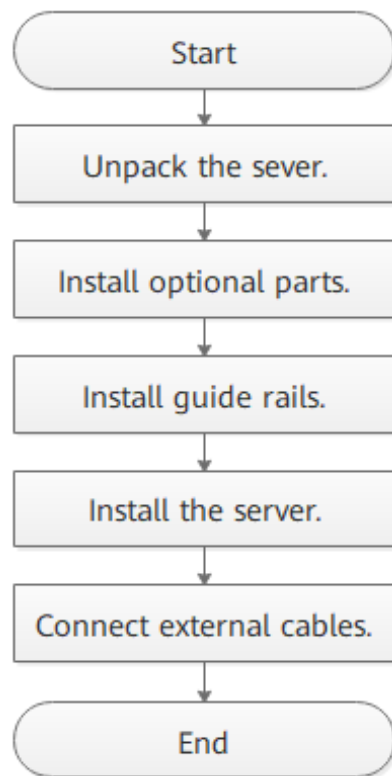 Start
Unpack the sever.
Install optional parts.
Install guide rails.
Install the server.
Connect external cables.
End